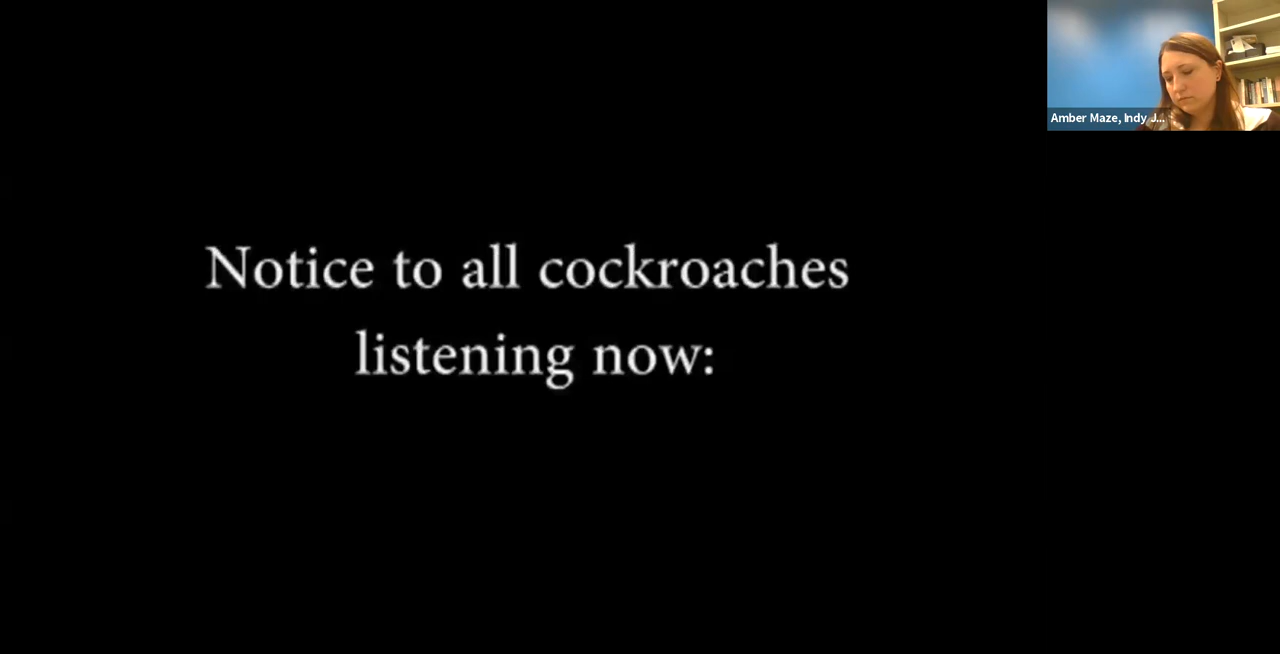 Amber Maze, Indy J...
Notice to all cockroaches
listening now: